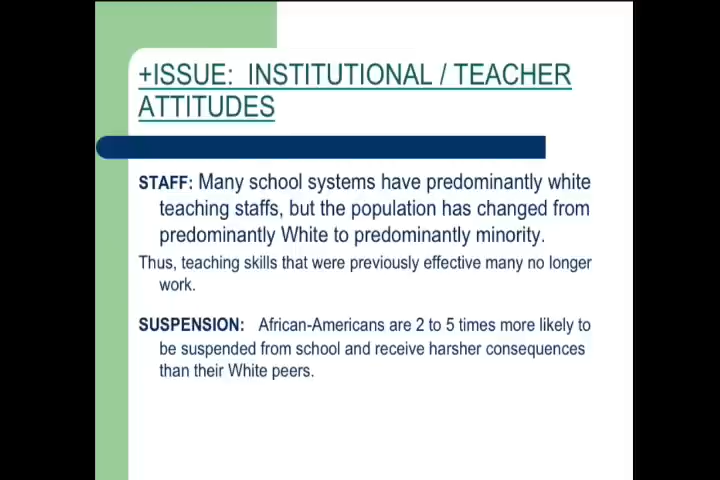 +ISSUE:  INSTITUTIONAL / TEACHER
ATTITUDES
STAFF: Many school systems have predominantly white
teaching staffs, but the population has changed from
predominantly White to predominantly minority.
Thus, teaching skills that were previously effective many no longer
work.
SUSPENSION:   African-Americans are 2 to 5 times more likely to
be suspended from school and receive harsher consequences
than their White peers.